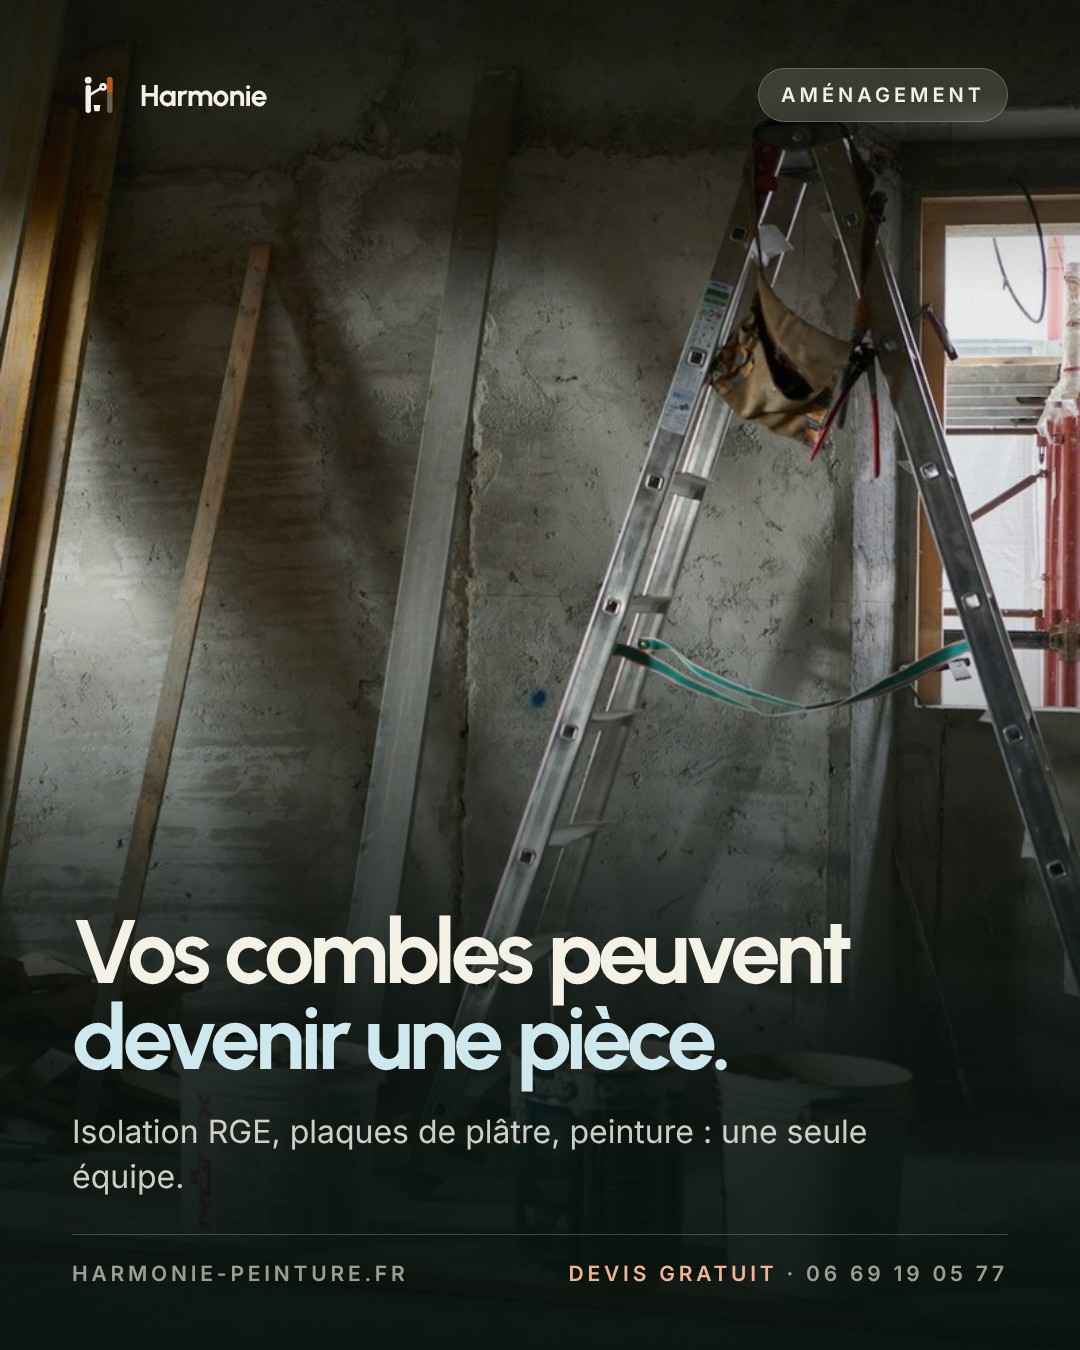 Harmonie
AMÉNAGEMENT
Vos combles peuvent
devenir une pièce.
Isolation RGE, plaques de plâtre, peinture : une seule
équipe.
HARMONIE-PEINTURE.FR
DEVIS GRATUIT · 06 69 19 05 77